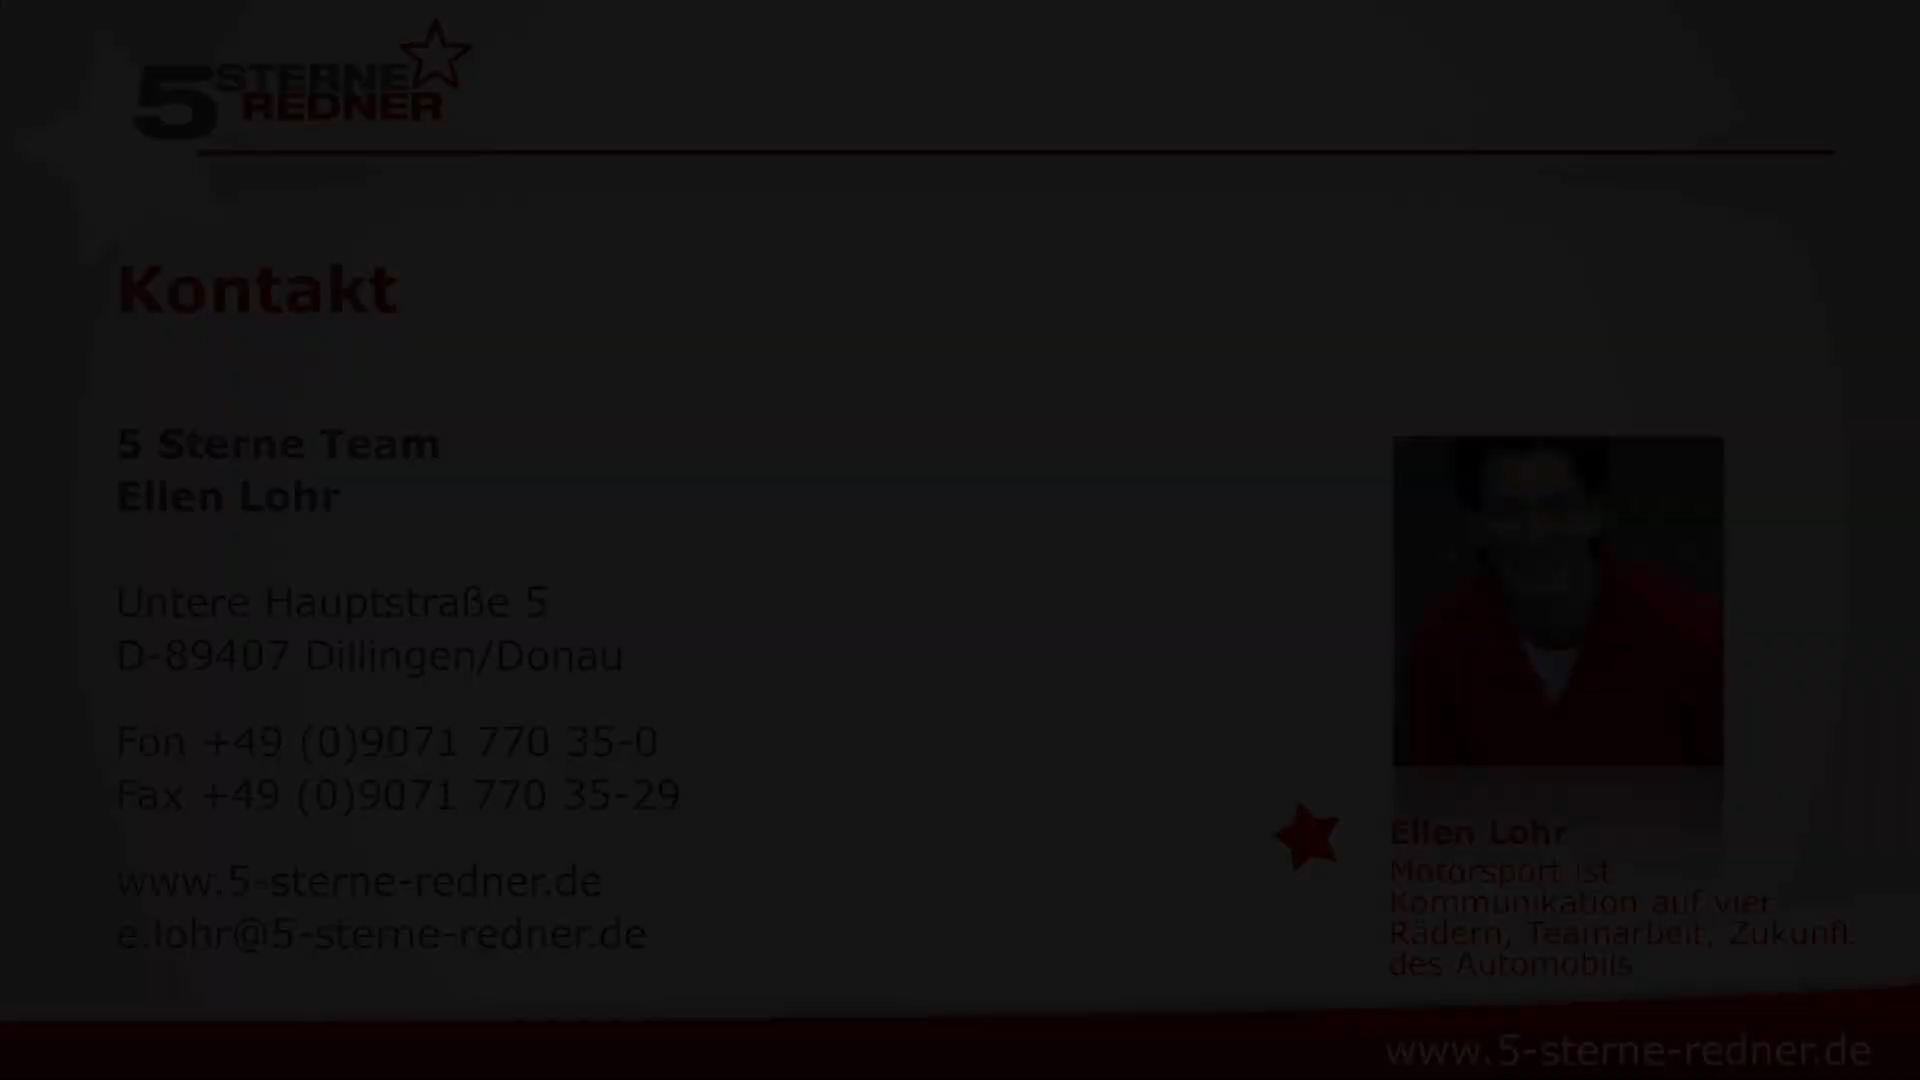 5 STERNE
REDNER
Kontakt
5 Sterne Team
Ellen Lohr
Untere Hauptstraße 5
D-89407 Dillingen/Donau
Fon +49 (0)9071 770 35-0
Fax +49 (0)9071 770 35-29
www.5-sterne-redner.de
e.lohr@5-sterne-redner.de
Ellen Lohr
Motorsport ist
Kommunikation auf vier
Rädern, Teamarbeit, Zukunft
des Automobils
www.5-sterne-redner.de